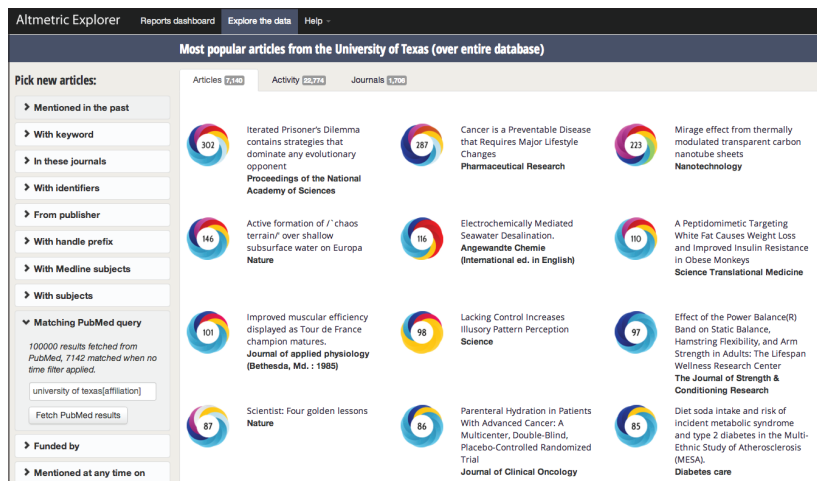 Altmetric Explorer Reports dashboard Explore the data Help
Most popular articles from the University of Texas (over entire database)
Pick new articles:
Mentioned in the past
With keyword
In these journals
With identifiers
From publisher
With handle prefix
With Medline subjects
With subjects
Matching PubMed query
100000 results fetched from
PubMed, 7142 matched when no
time filter applied.
university of texas[affiliation]
Fetch PubMed results
Funded by
Mentioned at any time on
Articles 7,140 Activity 22,774 Journals 1,706
302
Iterated Prisoner's Dilemma
contains strategies that
dominate any evolutionary
opponent
Proceedings of the National
Academy of Sciences
287
Cancer is a Preventable Disease
that Requires Major Lifestyle
Changes
Pharmaceutical Research
223
Mirage effect from thermally
modulated transparent carbon
nanotube sheets
Nanotechnology
146
Active formation of /`chaos
terrain/' over shallow
subsurface water on Europa
Nature
116
Electrochemically Mediated
Seawater Desalination.
Angewandte Chemie
(International ed. in English)
110
A Peptidomimetic Targeting
White Fat Causes Weight Loss
and Improved Insulin Resistance
in Obese Monkeys
Science Translational Medicine
101
Improved muscular efficiency
displayed as Tour de France
champion matures.
Journal of applied physiology
(Bethesda, Md. : 1985)
98
Lacking Control Increases
Illusory Pattern Perception
Science
97
Effect of the Power Balance(R)
Band on Static Balance,
Hamstring Flexibility, and Arm
Strength in Adults: The Lifespan
Wellness Research Center
The Journal of Strength &
Conditioning Research
87
Scientist: Four golden lessons
Nature
86
Parenteral Hydration in Patients
With Advanced Cancer: A
Multicenter, Double-Blind,
Placebo-Controlled Randomized
Trial
Journal of Clinical Oncology
85
Diet soda intake and risk of
incident metabolic syndrome
and type 2 diabetes in the Multi-
Ethnic Study of Atherosclerosis
(MESA).
Diabetes care